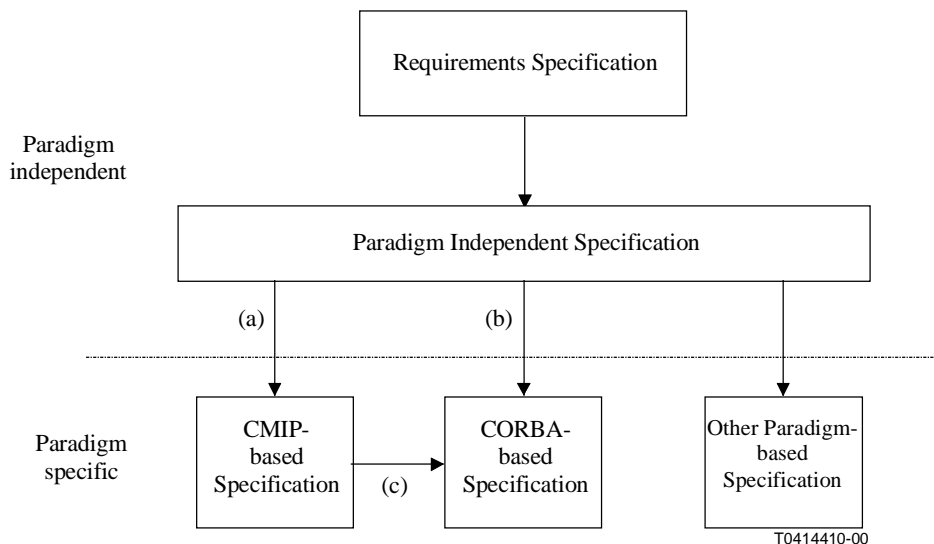 Requirements Specification
Paradigm
independent
Paradigm Independent Specification
(a)
(b)
Paradigm
specific
CMIP-
based
Specification
(c)
CORBA-
based
Specification
Other Paradigm-
based
Specification
T0414410-00